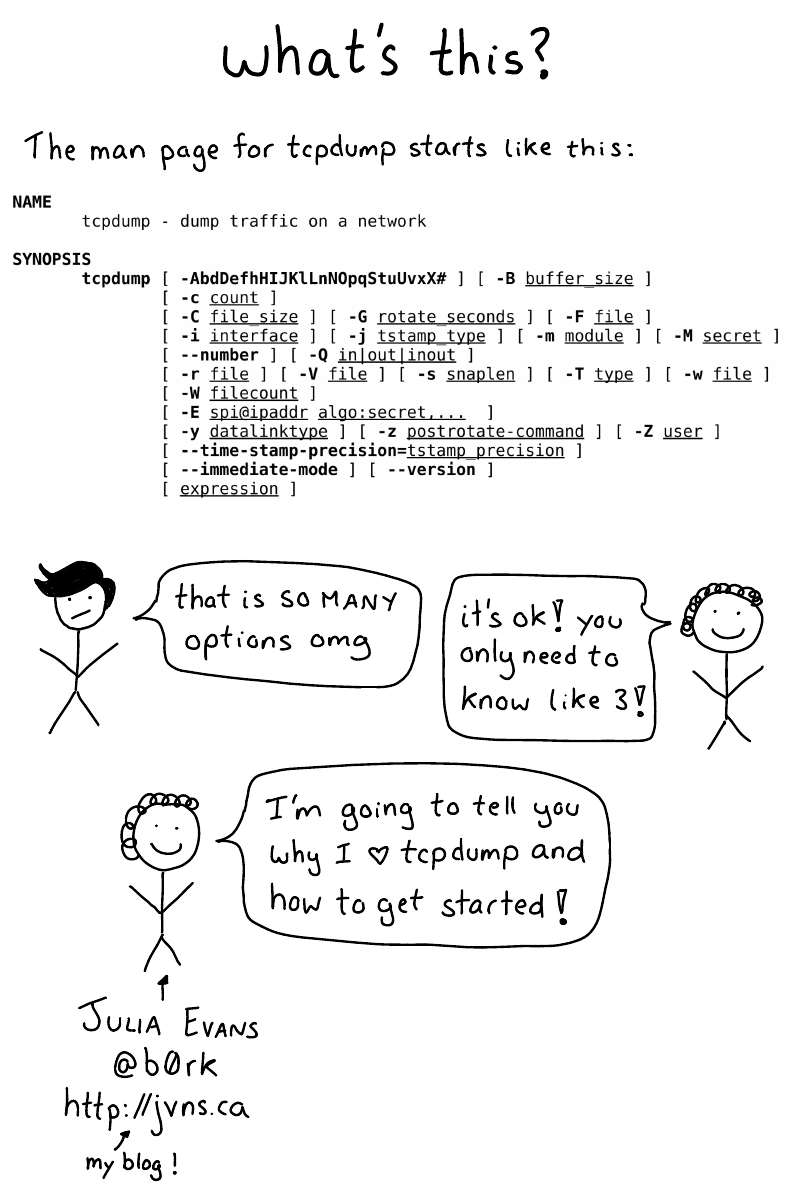 what's this?
The man page for tcpdump starts like this:
NAME
tcpdump - dump traffic on a network
SYNOPSIS
tcpdump [ -AbdDefhHIJKlLnNOpqStuUvxX# ] [ -B buffer_size ]
[ -c count ]
[ -C file_size ] [ -G rotate_seconds ] [ -F file ]
[ -i interface ] [ -j tstamp_type ] [ -m module ] [ -M secret ]
[ --number ] [ -Q in|out|inout ]
[ -r file ] [ -V file ] [ -s snaplen ] [ -T type ] [ -w file ]
[ -W filecount ]
[ -E spi@ipaddr algo:secret,... ]
[ -y datalinktype ] [ -z postrotate-command ] [ -Z user ]
[ --time-stamp-precision=tstamp_precision ]
[ --immediate-mode ] [ --version ]
[ expression ]
that is SO MANY
options omg
it's ok! you
only need to
know like 3!
I'm going to tell you
why I ♡ tcpdump and
how to get started!
JULIA EVANS
@b0rk
http://jvns.ca
my blog!